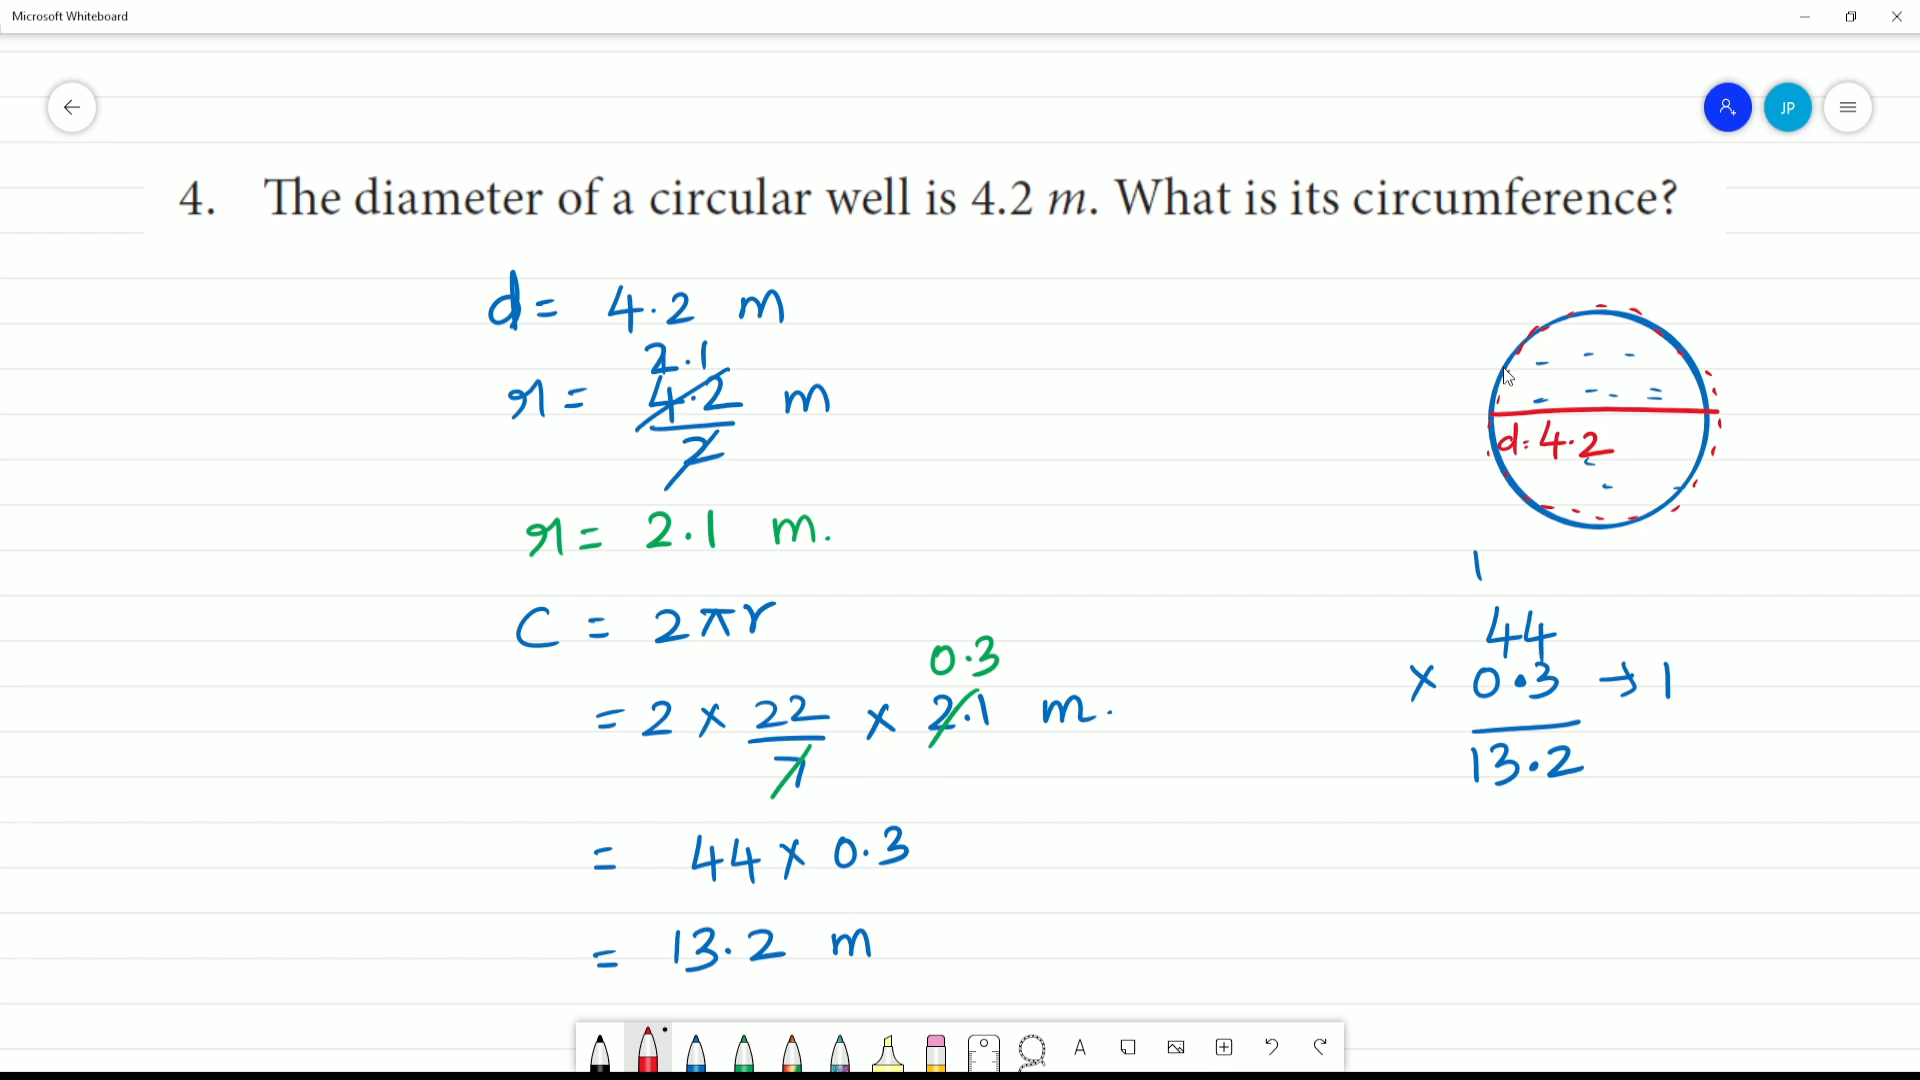 Microsoft Whiteboard
JP
4. The diameter of a circular well is 4.2 m. What is its circumference?
d = 4.2 m
2.1
r = 4.2 m
2
r = 2.1 m.
C = 2πr
0.3
= 2 × 22 × 2.1 m.
7
= 44 × 0.3
= 13.2 m
d = 4.2
1
44
× 0.3 → 1
13.2
A